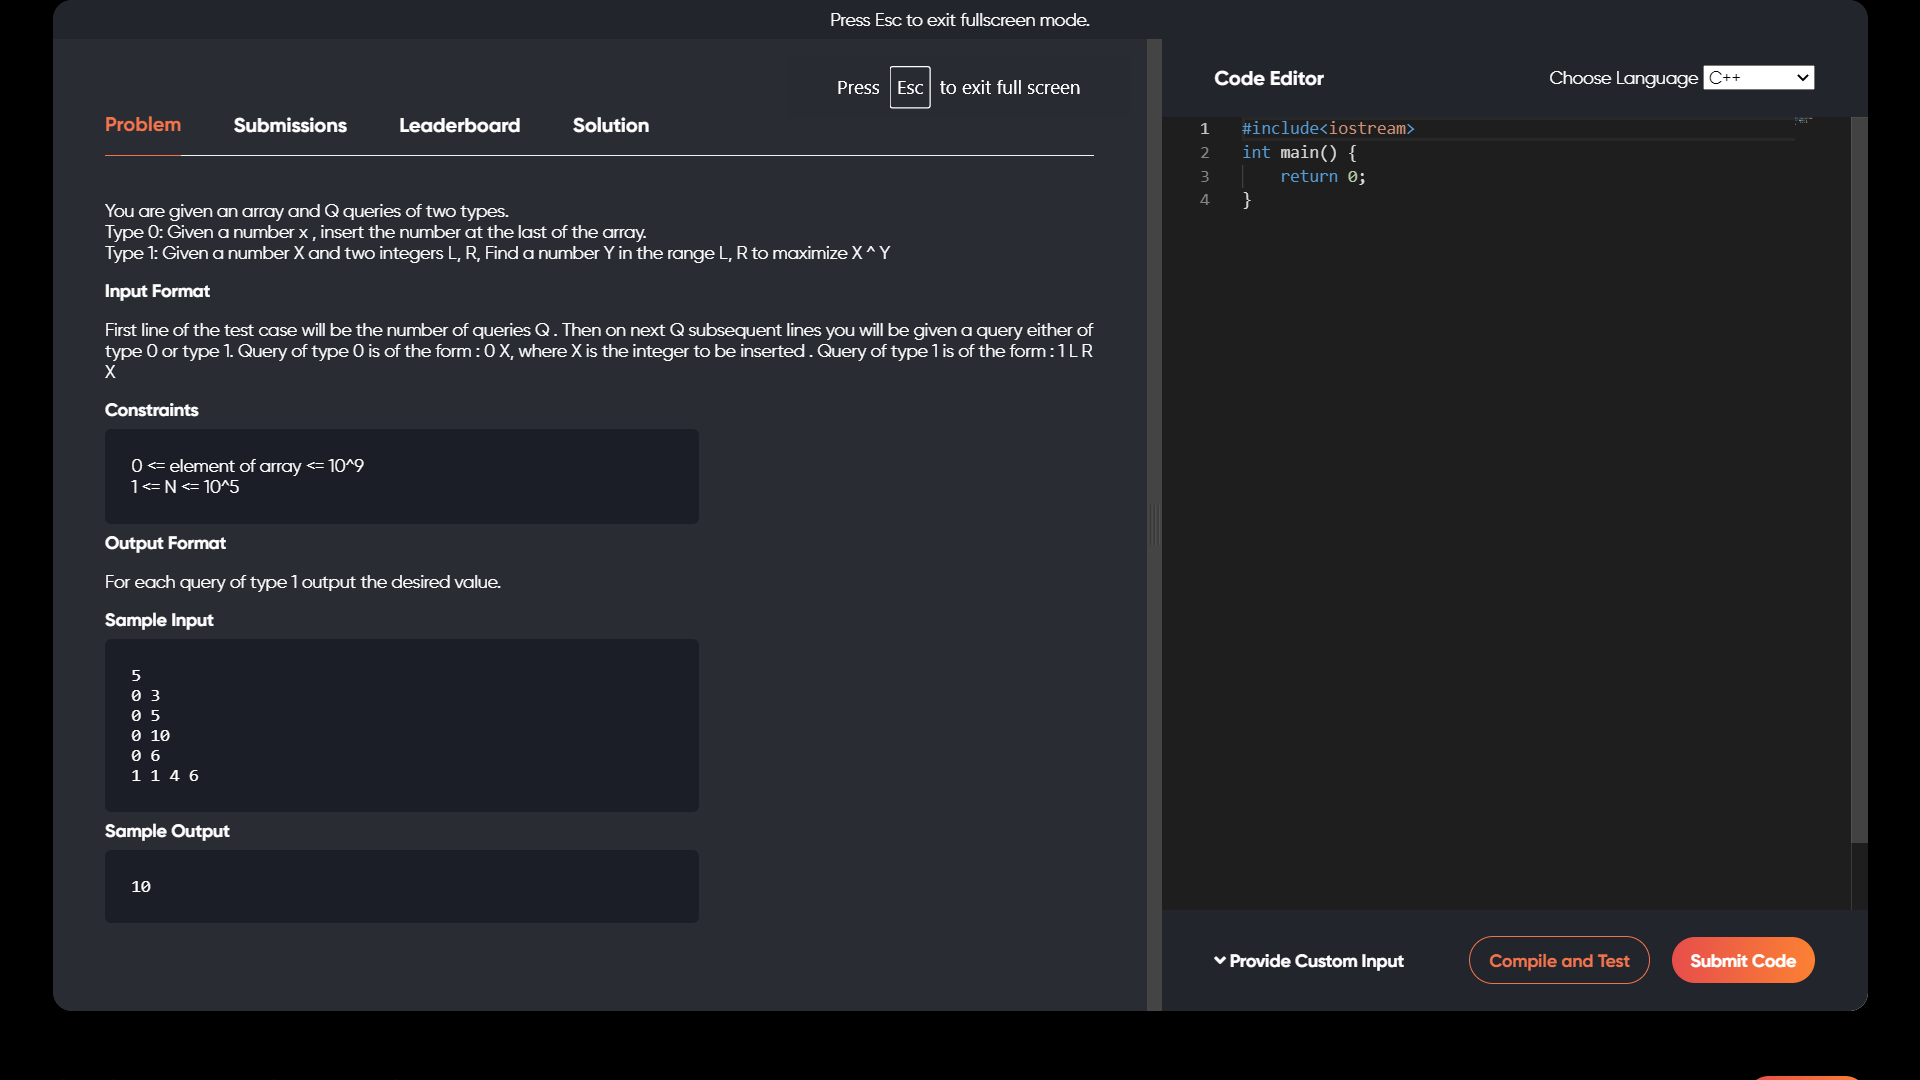 Press Esc to exit fullscreen mode.
Press Esc to exit full screen
Problem Submissions Leaderboard Solution
You are given an array and Q queries of two types.
Type 0: Given a number x , insert the number at the last of the array.
Type 1: Given a number X and two integers L, R, Find a number Y in the range L, R to maximize X ^ Y
Input Format
First line of the test case will be the number of queries Q . Then on next Q subsequent lines you will be given a query either of
type 0 or type 1. Query of type 0 is of the form : 0 X, where X is the integer to be inserted . Query of type 1 is of the form : 1 L R
X
Constraints
0 <= element of array <= 10^9
1 <= N <= 10^5
Output Format
For each query of type 1 output the desired value.
Sample Input
5
0 3
0 5
0 10
0 6
1 1 4 6
Sample Output
10
Code Editor
Choose Language C++
1 #include<iostream>
2 int main() {
3 return 0;
4 }
Provide Custom Input
Compile and Test
Submit Code